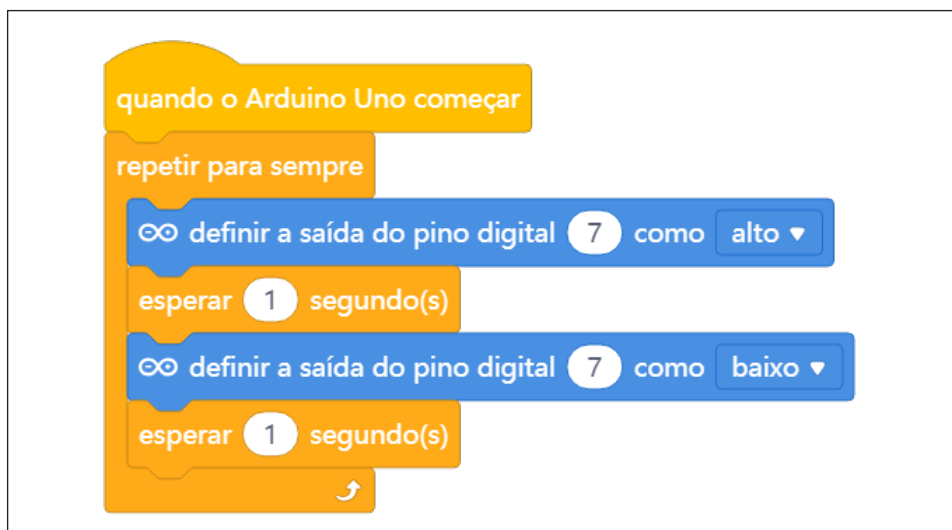 quando o Arduino Uno começar
repetir para sempre
definir a saída do pino digital 7 como alto
esperar 1 segundo(s)
definir a saída do pino digital 7 como baixo
esperar 1 segundo(s)